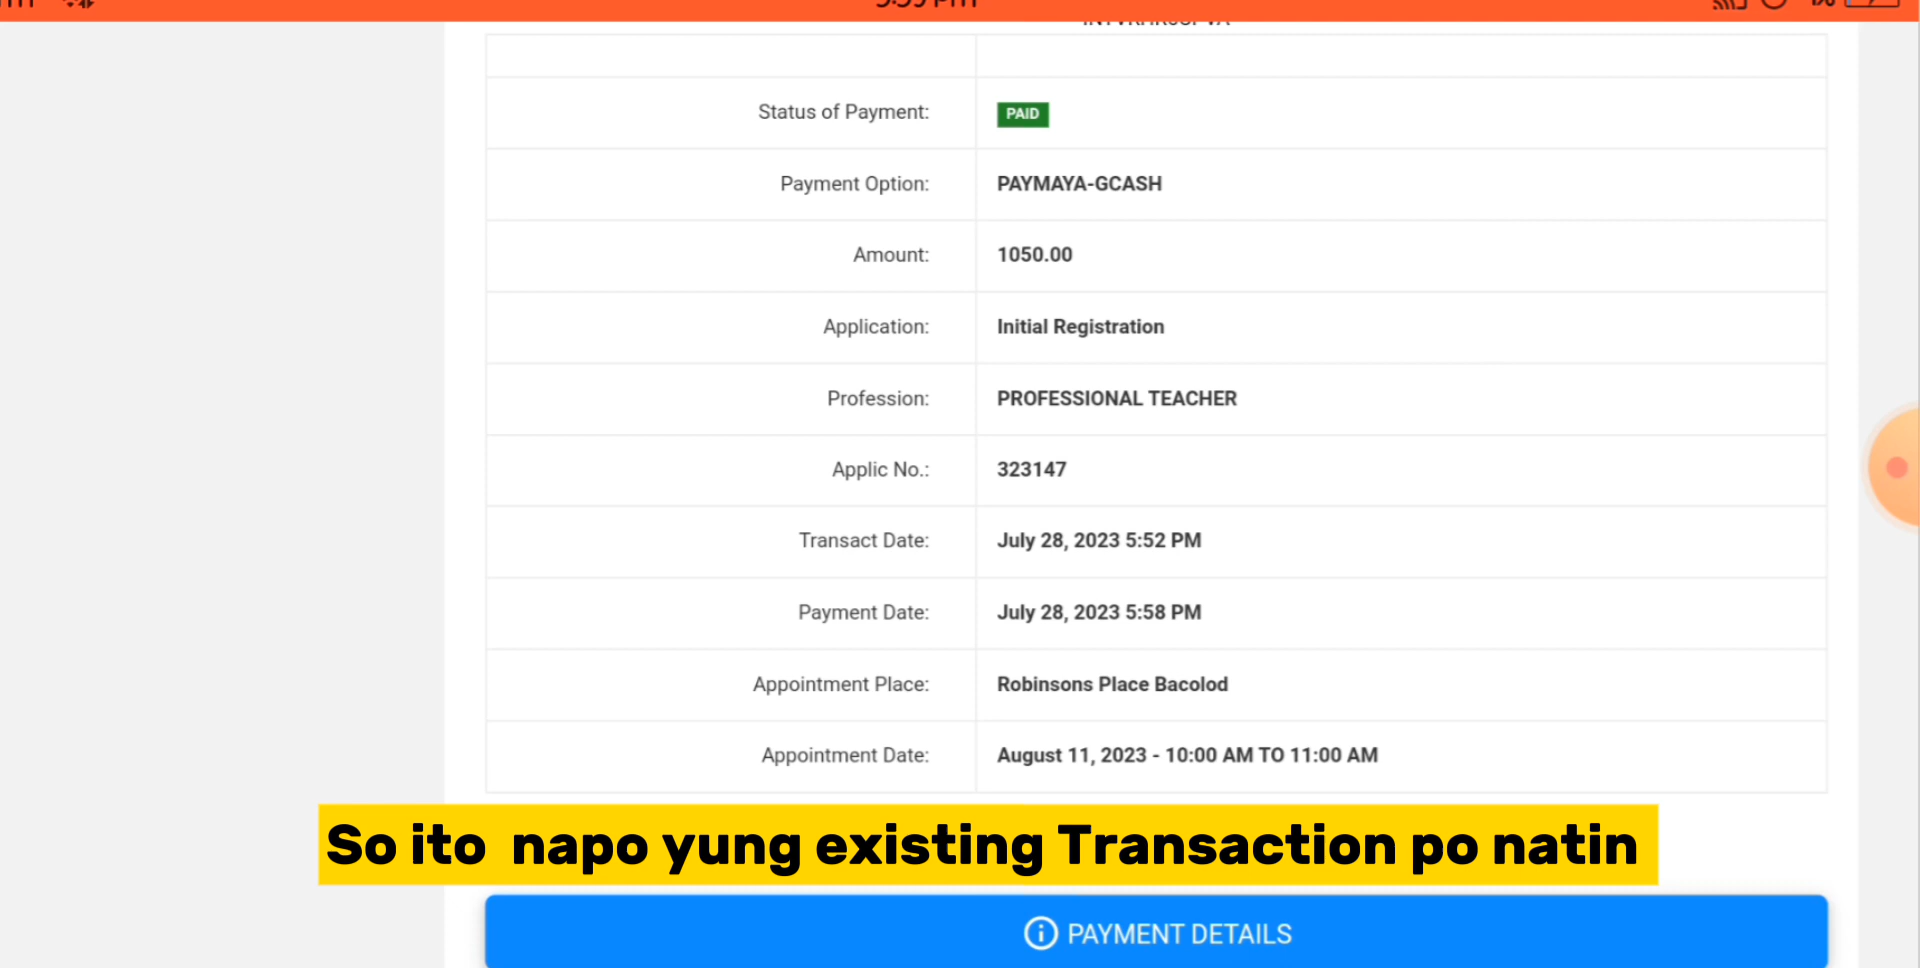 Status of Payment: PAID
Payment Option: PAYMAYA-GCASH
Amount: 1050.00
Application: Initial Registration
Profession: PROFESSIONAL TEACHER
Applic No.: 323147
Transact Date: July 28, 2023 5:52 PM
Payment Date: July 28, 2023 5:58 PM
Appointment Place: Robinsons Place Bacolod
Appointment Date: August 11, 2023 - 10:00 AM TO 11:00 AM
So ito napo yung existing Transaction po natin
PAYMENT DETAILS